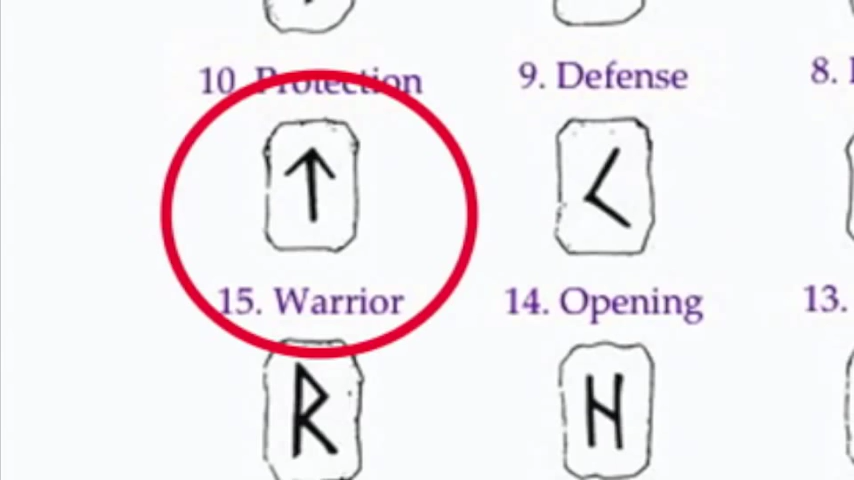 10. Protection 9. Defense 8.
ᛏ ᚲ
15. Warrior 14. Opening 13.
ᚱ ᚺ